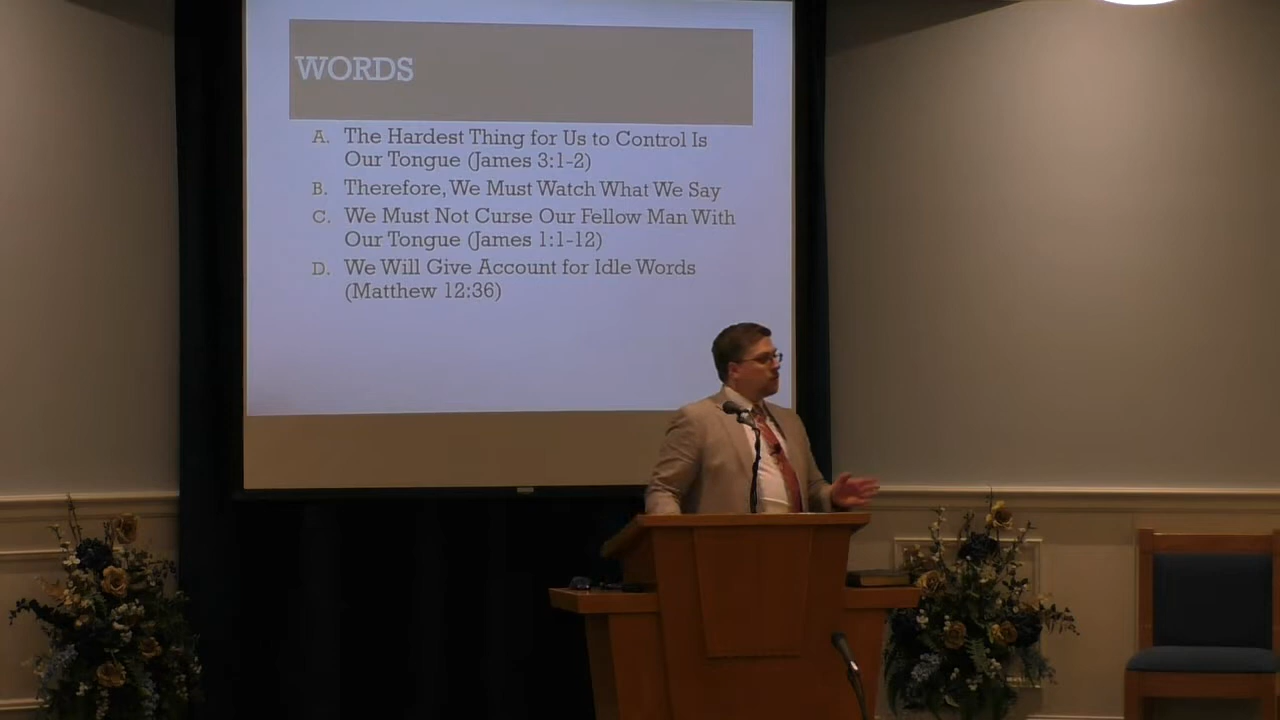 WORDS
A. The Hardest Thing for Us to Control Is
Our Tongue (James 3:1-2)
B. Therefore, We Must Watch What We Say
C. We Must Not Curse Our Fellow Man With
Our Tongue (James 1:1-12)
D. We Will Give Account for Idle Words
(Matthew 12:36)